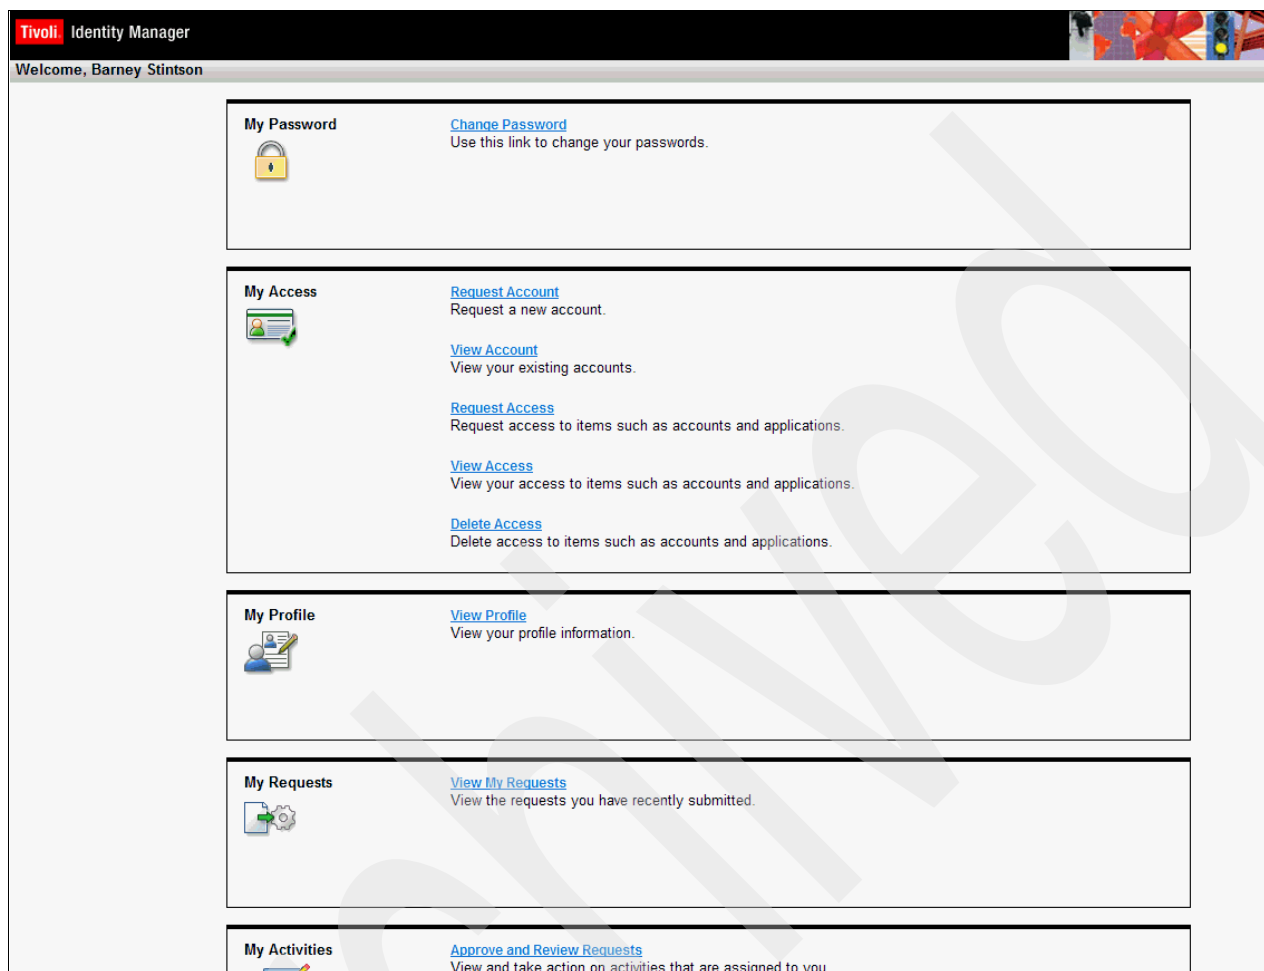 Tivoli. Identity Manager
Welcome, Barney Stintson
My Password
Change Password
Use this link to change your passwords.
My Access
Request Account
Request a new account.
View Account
View your existing accounts.
Request Access
Request access to items such as accounts and applications.
View Access
View your access to items such as accounts and applications.
Delete Access
Delete access to items such as accounts and applications.
My Profile
View Profile
View your profile information.
My Requests
View My Requests
View the requests you have recently submitted.
My Activities
Approve and Review Requests
View and take action on activities that are assigned to you
hived